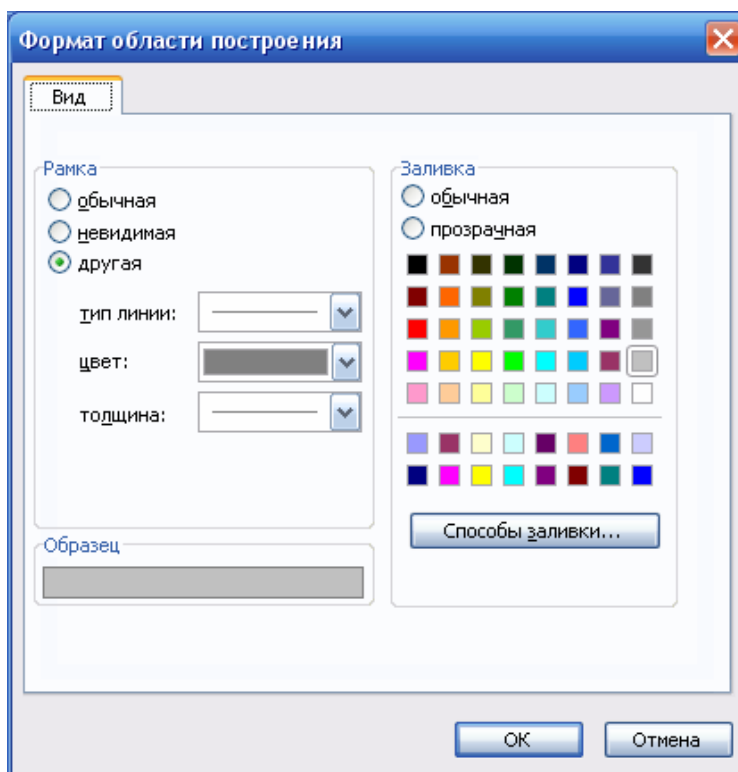 Формат области построения
Вид
Рамка
обычная
невидимая
другая
тип линии:
цвет:
толщина:
Образец
Заливка
обычная
прозрачная
Способы заливки...
ОК
Отмена